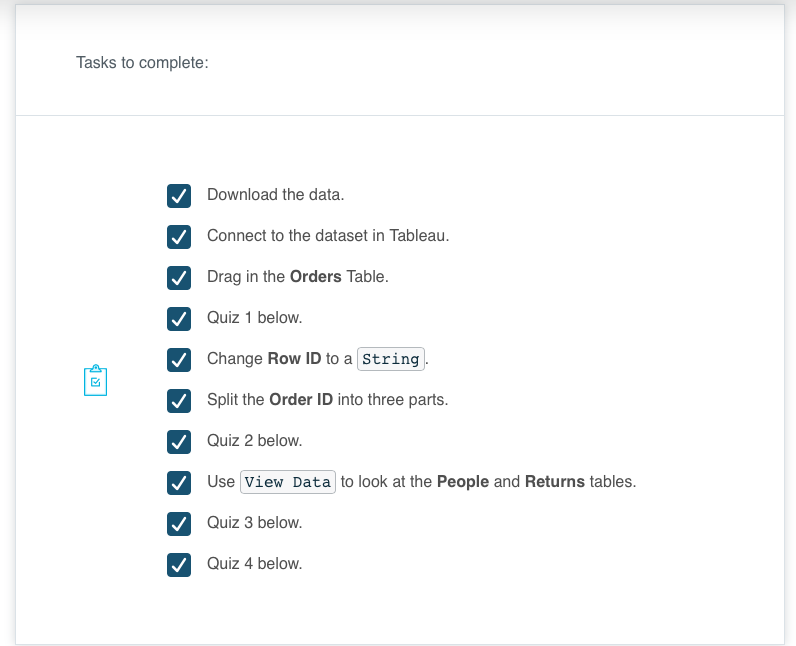 Tasks to complete:
Download the data.
Connect to the dataset in Tableau.
Drag in the Orders Table.
Quiz 1 below.
Change Row ID to a String.
Split the Order ID into three parts.
Quiz 2 below.
Use View Data to look at the People and Returns tables.
Quiz 3 below.
Quiz 4 below.